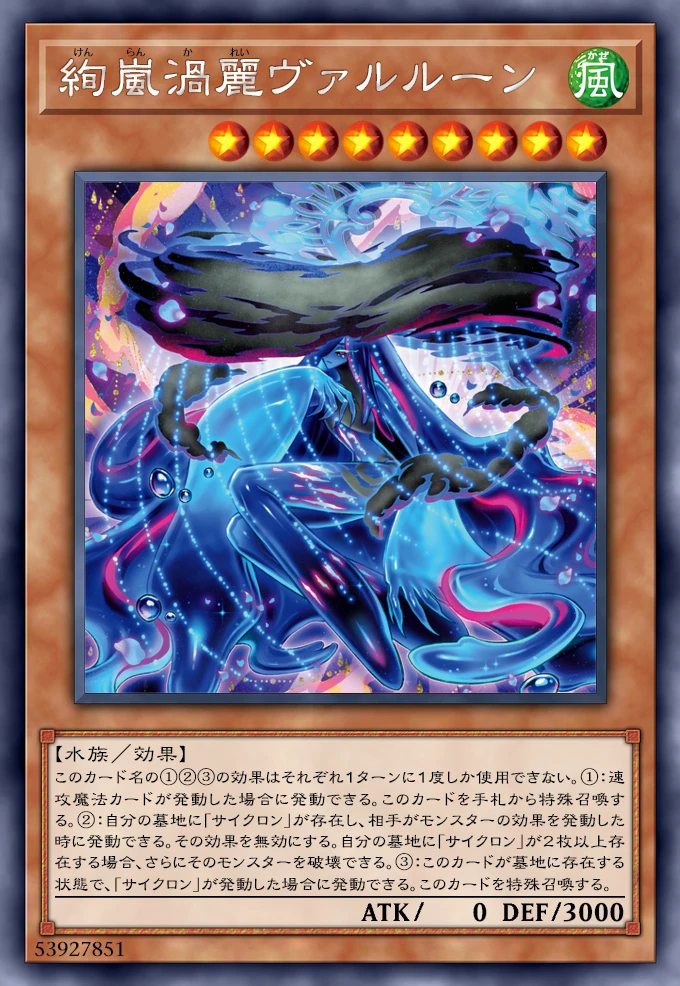 けん らん か れい
絢嵐渦麗ヴァルルーン
かぜ
風
【水族／効果】
このカード名の①②③の効果はそれぞれ1ターンに1度しか使用できない。①：速
攻魔法カードが発動した場合に発動できる。このカードを手札から特殊召喚す
る。②：自分の墓地に「サイクロン」が存在し、相手がモンスターの効果を発動した
時に発動できる。その効果を無効にする。自分の墓地に「サイクロン」が2枚以上存
在する場合、さらにそのモンスターを破壊できる。③：このカードが墓地に存在する
状態で、「サイクロン」が発動した場合に発動できる。このカードを特殊召喚する。
ATK/ 0 DEF/3000
53927851